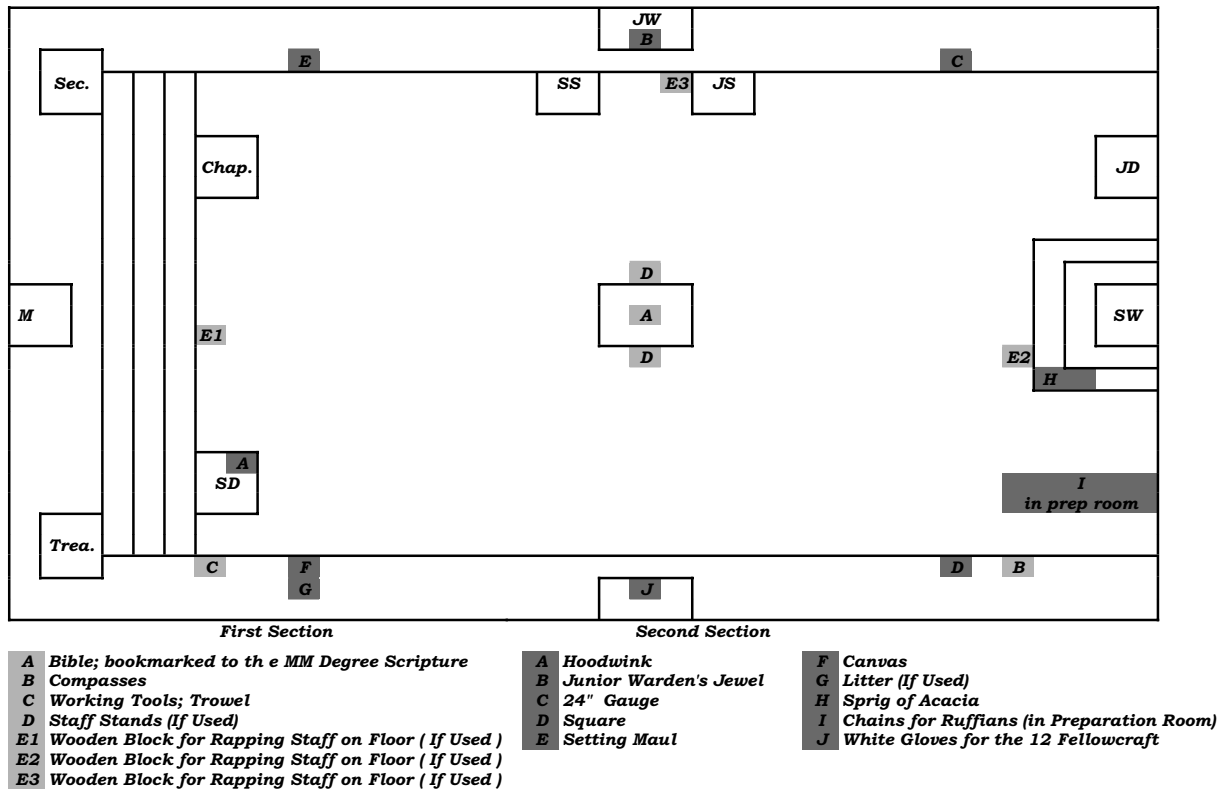 JW
B
E
C
Sec.
SS
E3
JS
Chap.
JD
D
M
A
SW
E1
D
E2
H
A
SD
I
in prep room
Trea.
C
F
D
B
G
J
First Section
Second Section
A Bible; bookmarked to th e MM Degree Scripture
B Compasses
C Working Tools; Trowel
D Staff Stands (If Used)
E1 Wooden Block for Rapping Staff on Floor ( If Used )
E2 Wooden Block for Rapping Staff on Floor ( If Used )
E3 Wooden Block for Rapping Staff on Floor ( If Used )
A Hoodwink
B Junior Warden's Jewel
C 24" Gauge
D Square
E Setting Maul
F Canvas
G Litter (If Used)
H Sprig of Acacia
I Chains for Ruffians (in Preparation Room)
J White Gloves for the 12 Fellowcraft